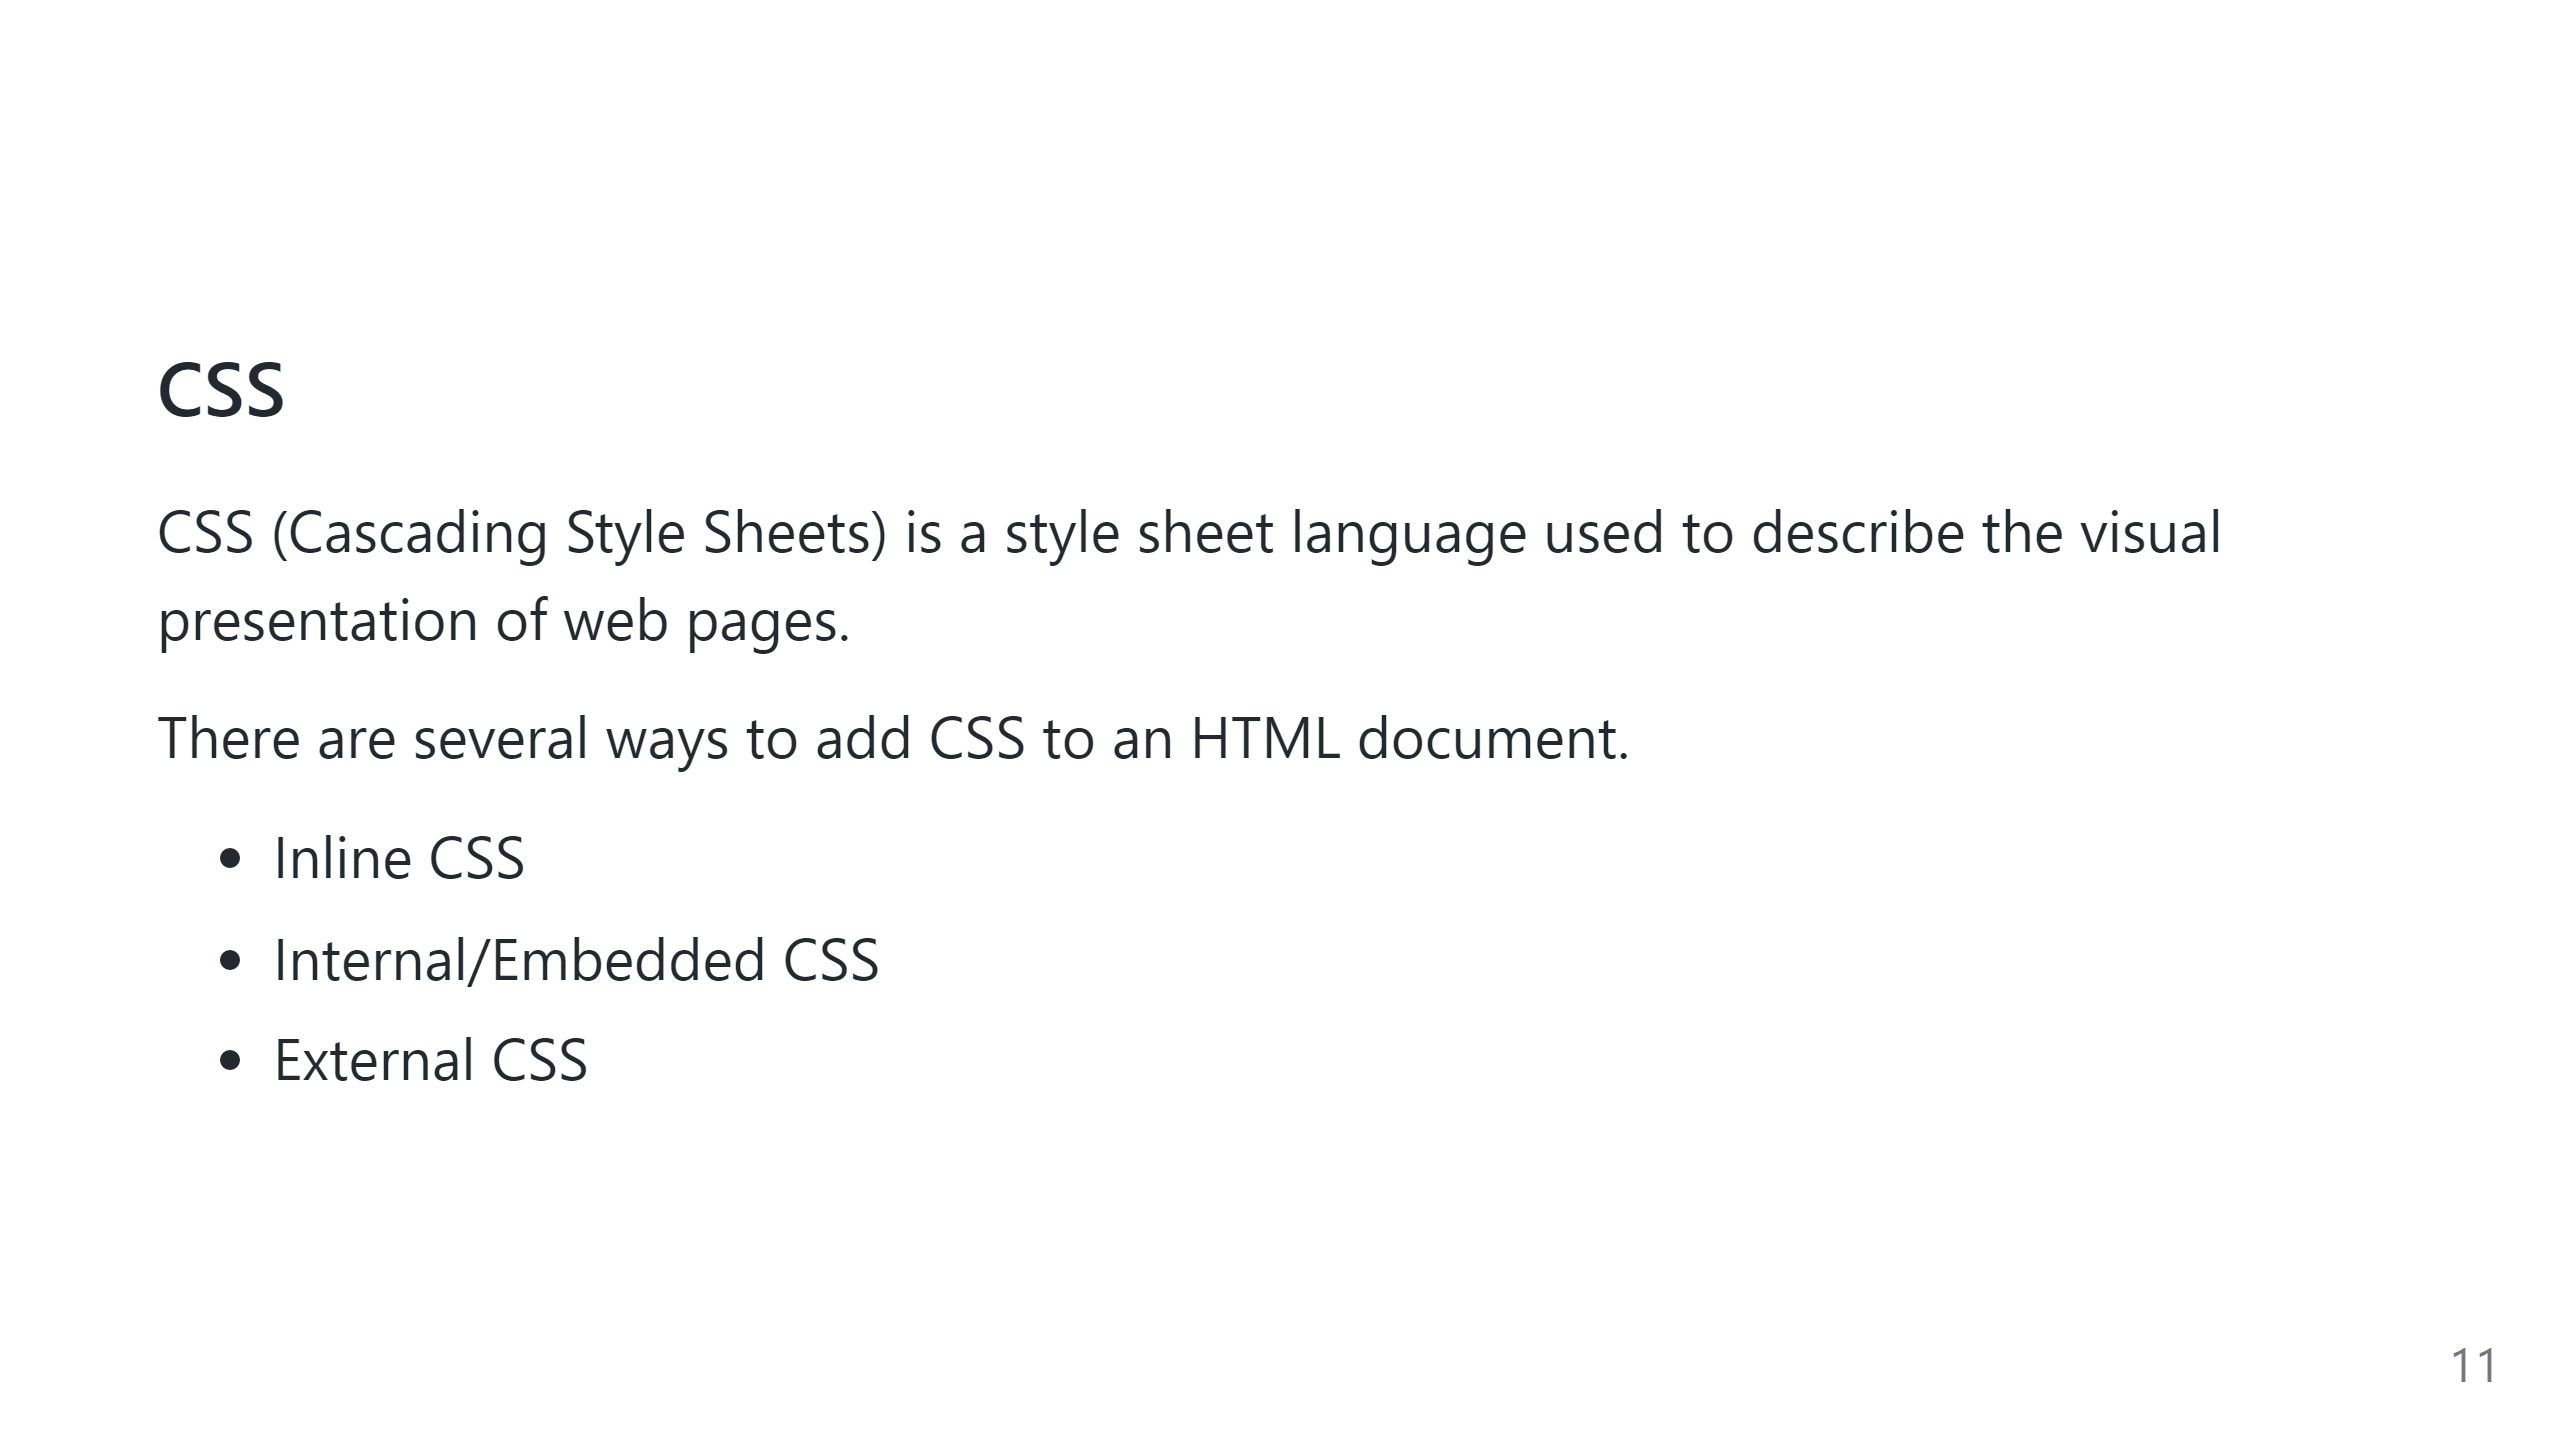 CSS
CSS (Cascading Style Sheets) is a style sheet language used to describe the visual
presentation of web pages.
There are several ways to add CSS to an HTML document.
• Inline CSS
• Internal/Embedded CSS
• External CSS
11